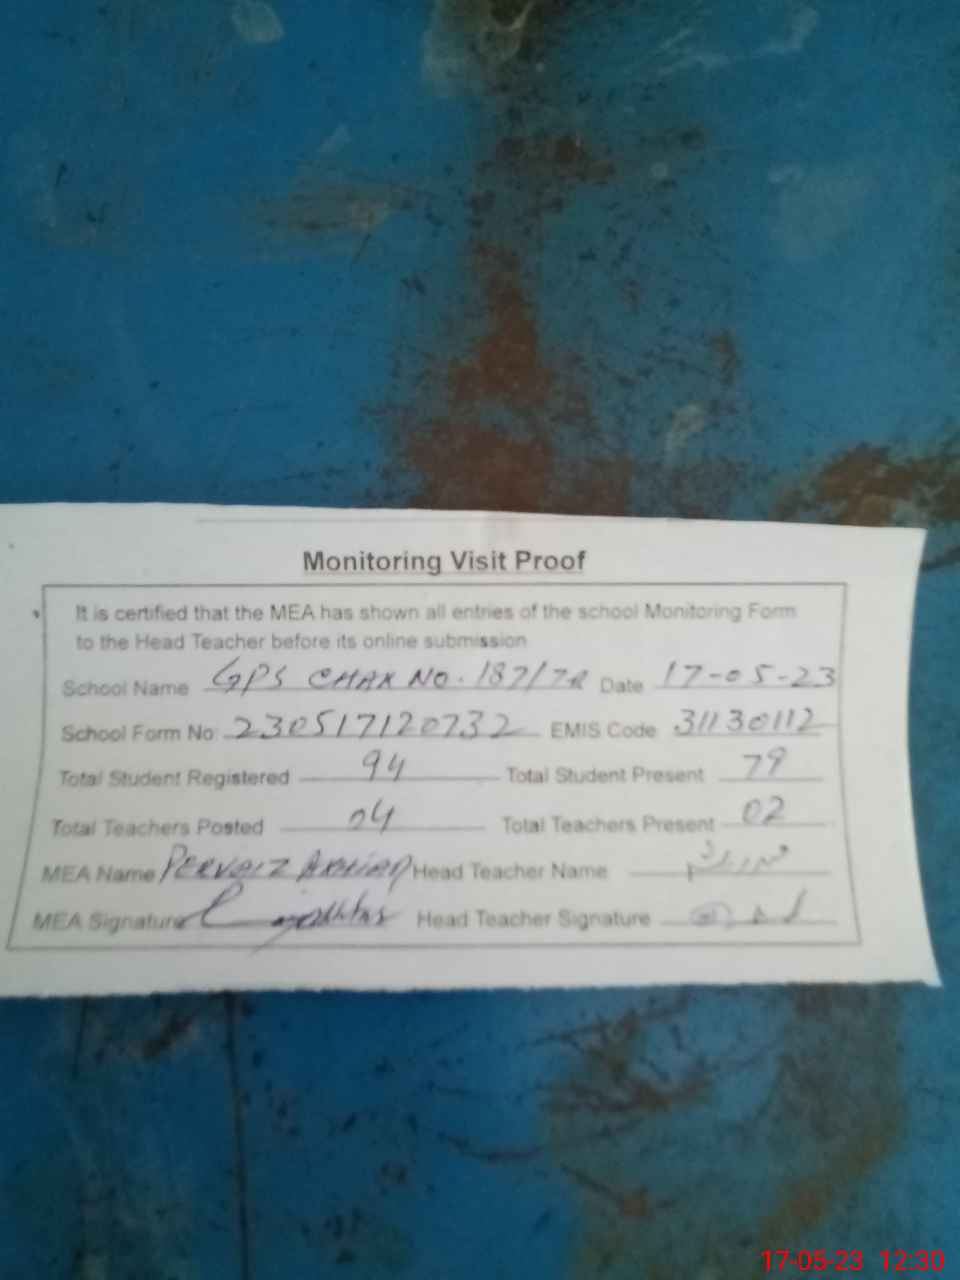 Monitoring Visit Proof
It is certified that the MEA has shown all entries of the school Monitoring Form
to the Head Teacher before its online submission
School Name GPS CHAK NO. 187/7R Date 17-05-23
School Form No 230517120732 EMIS Code 31130112
Total Student Registered 94 Total Student Present 79
Total Teachers Posted 04 Total Teachers Present 02
MEA Name PERVAIZ Head Teacher Name
MEA Signature Head Teacher Signature
17-05-23 12:30